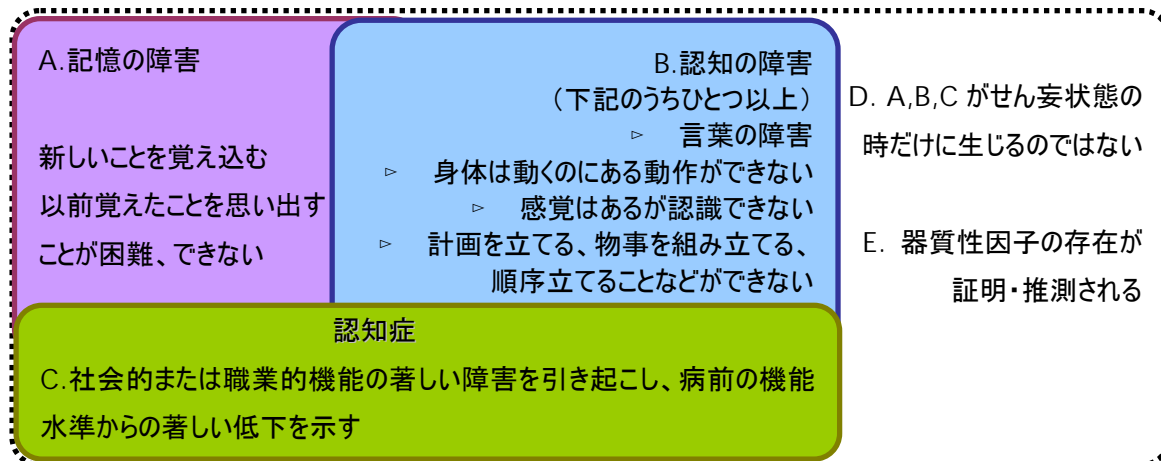 A.記憶の障害
新しいことを覚え込む
以前覚えたことを思い出す
ことが困難、できない
B.認知の障害
（下記のうちひとつ以上）
▹ 言葉の障害
▹ 身体は動くのにある動作ができない
▹ 感覚はあるが認識できない
▹ 計画を立てる、物事を組み立てる、
順序立てることなどができない
D. A,B,C がせん妄状態の
時だけに生じるのではない
E. 器質性因子の存在が
証明・推測される
認知症
C.社会的または職業的機能の著しい障害を引き起こし、病前の機能
水準からの著しい低下を示す